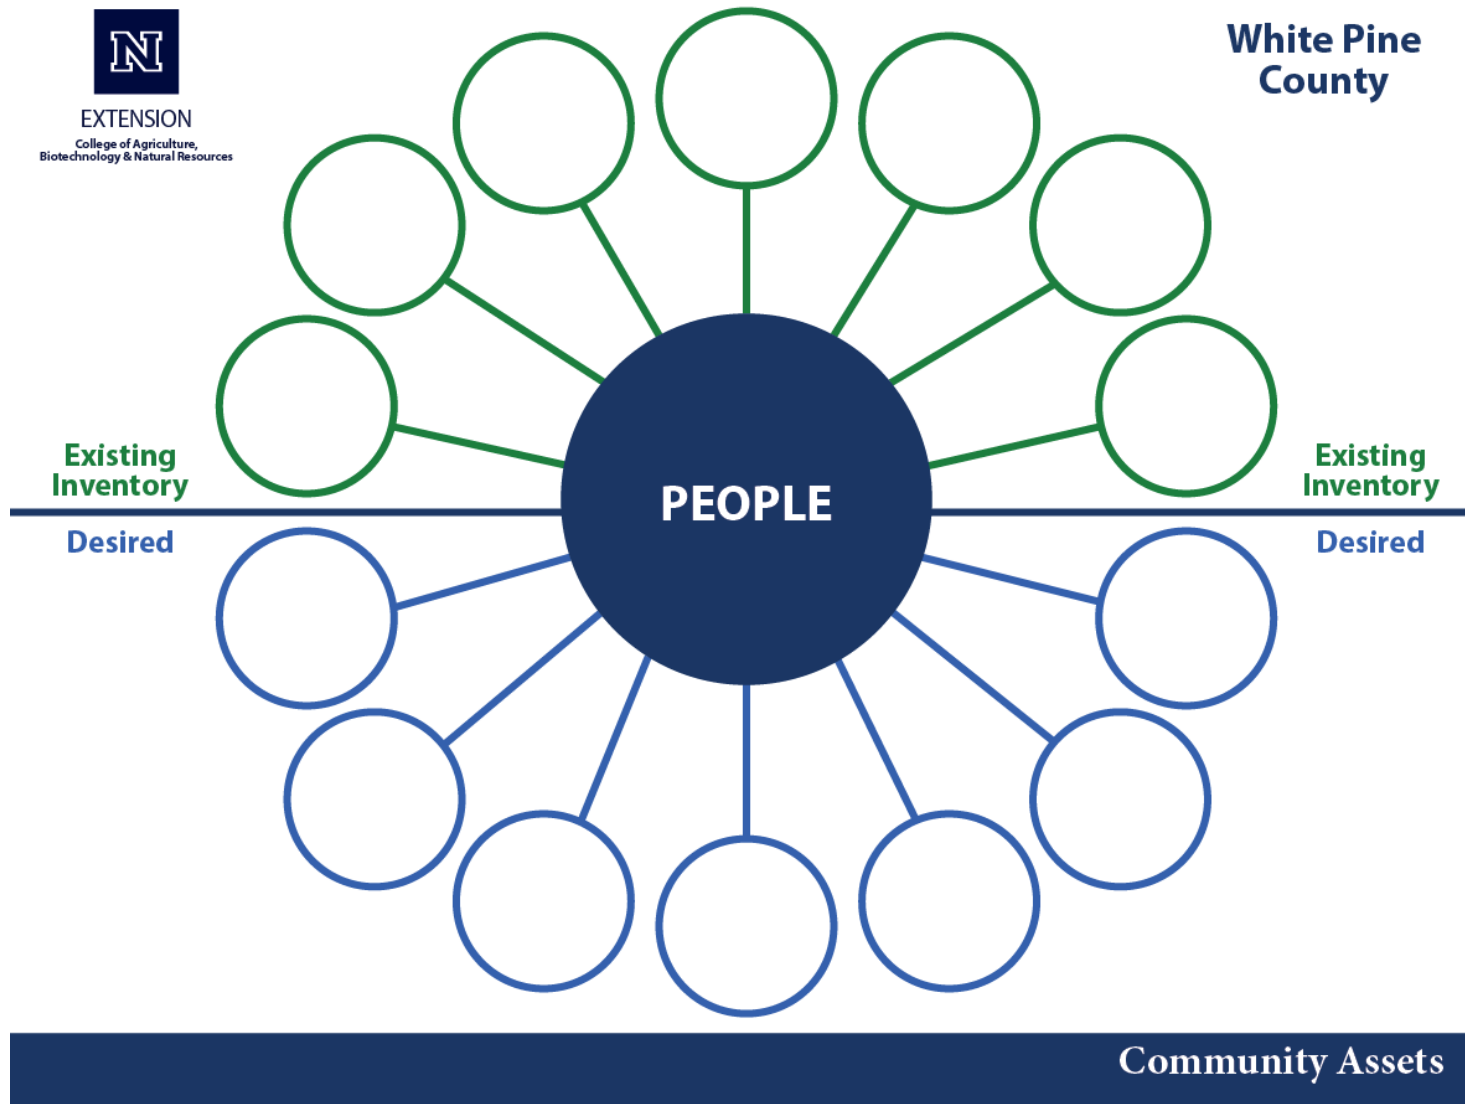 N
EXTENSION
College of Agriculture,
Biotechnology & Natural Resources
White Pine
County
Existing
Inventory
Existing
Inventory
PEOPLE
Desired
Desired
Community Assets